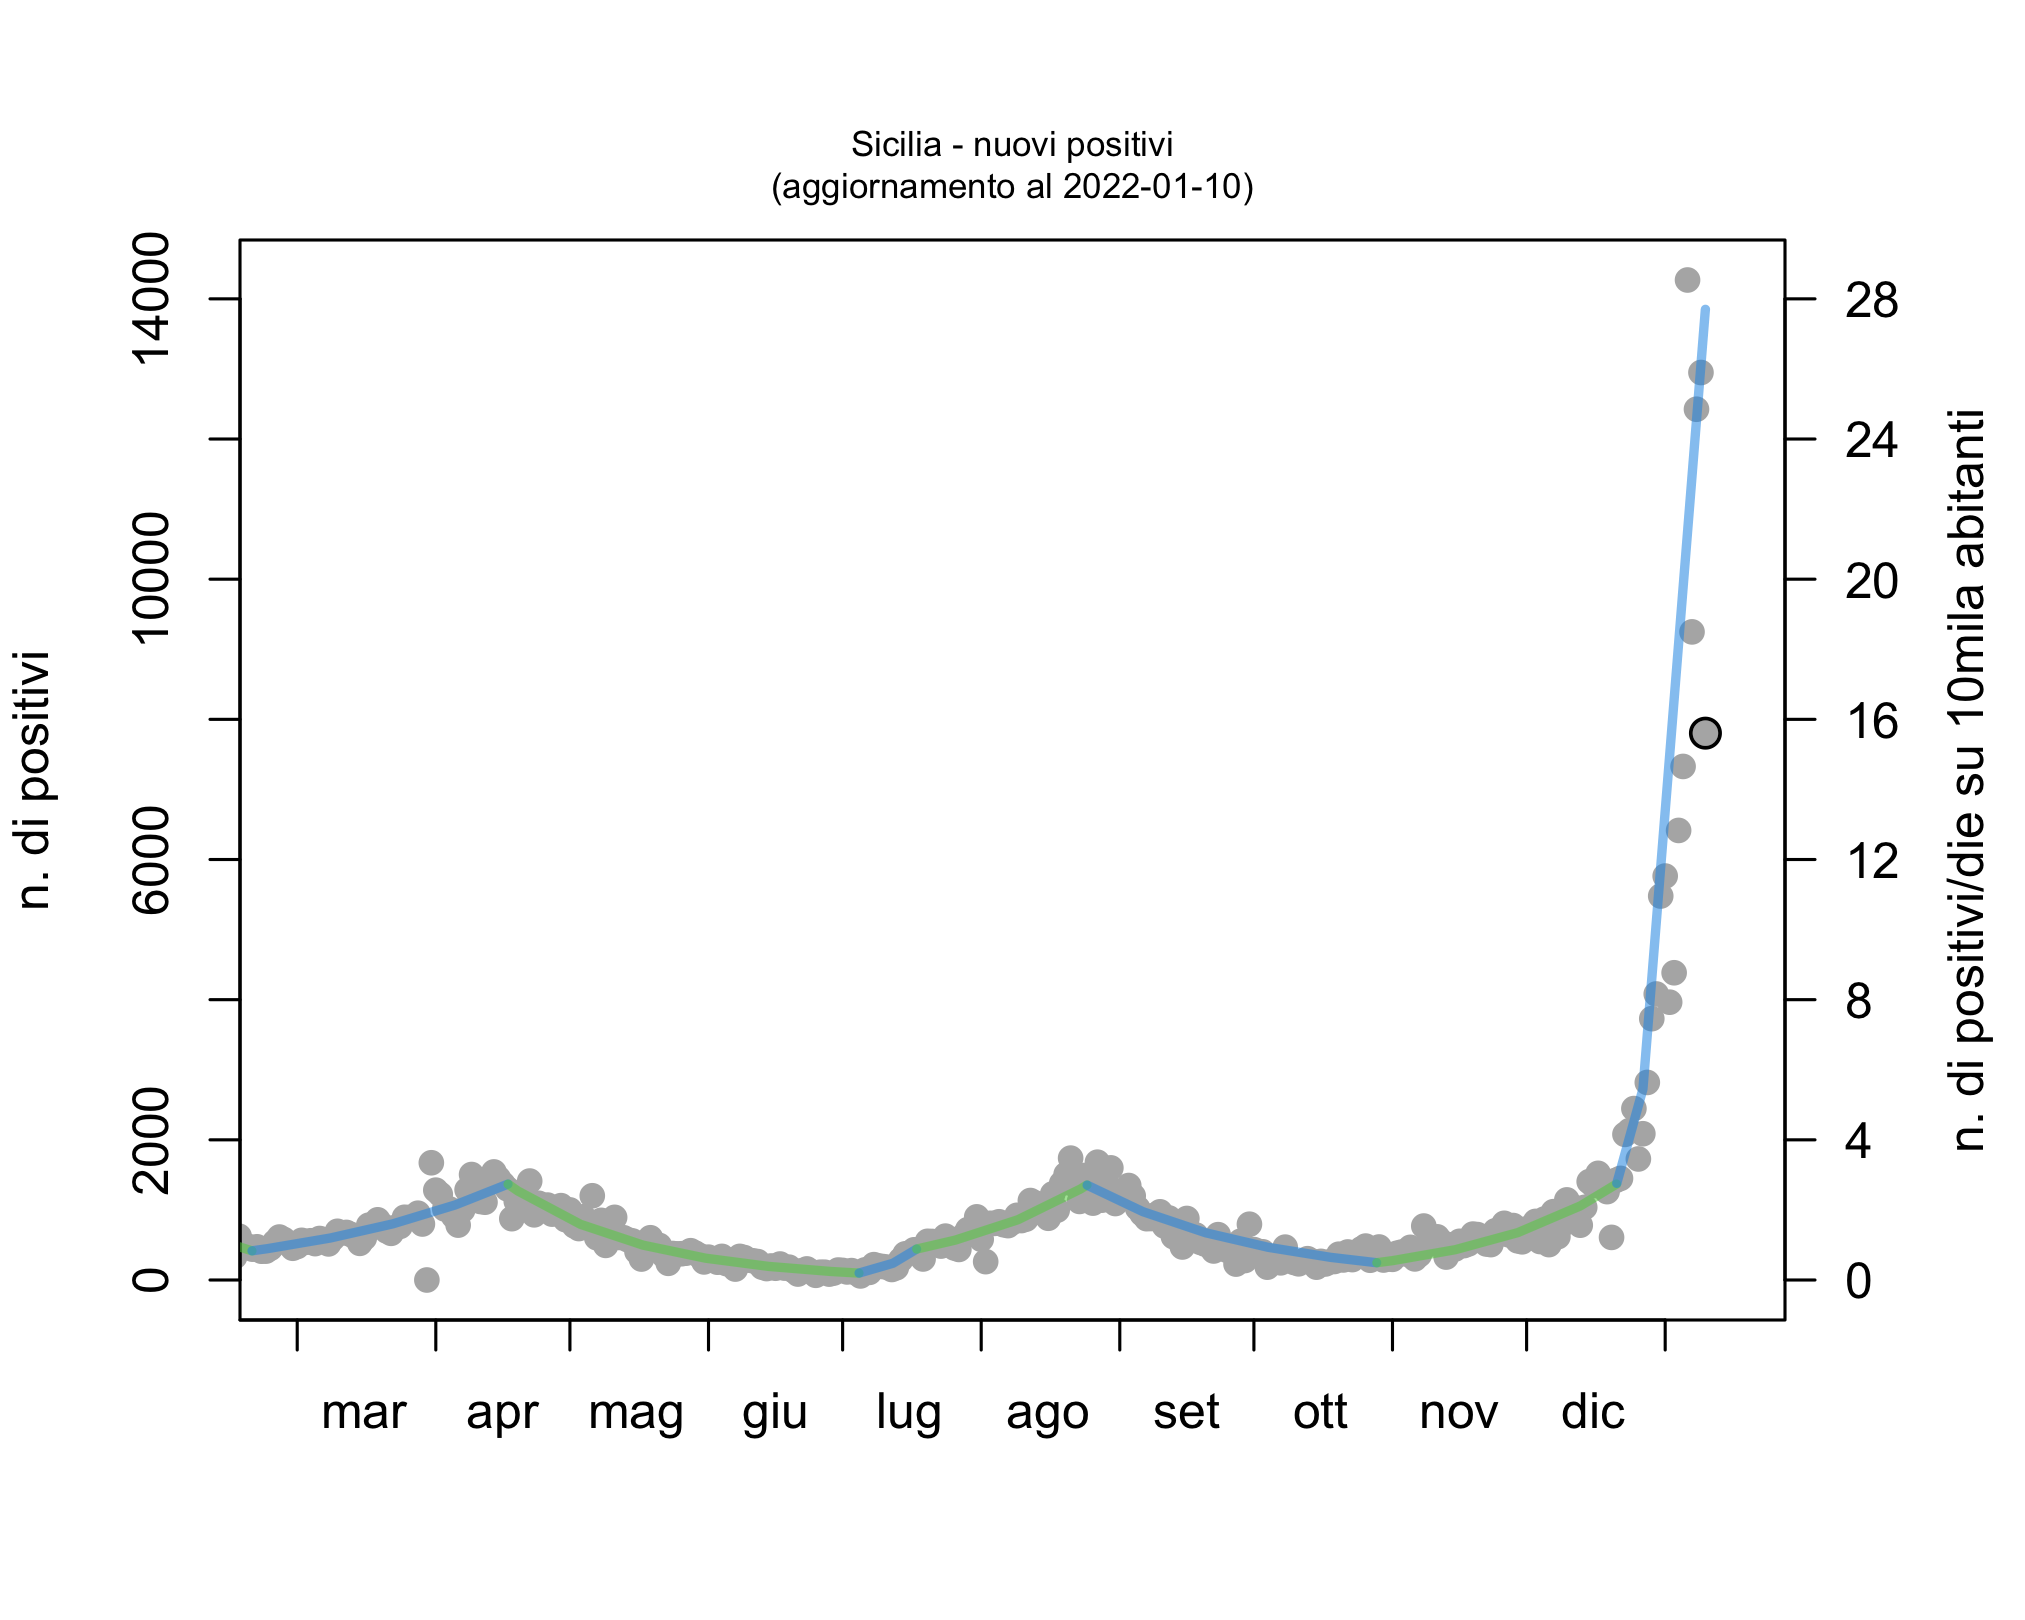 Sicilia - nuovi positivi
(aggiornamento al 2022-01-10)
n. di positivi
14000
10000
6000
2000
0
28
24
20
16
12
8
4
0
n. di positivi/die su 10mila abitanti
mar apr mag giu lug ago set ott nov dic